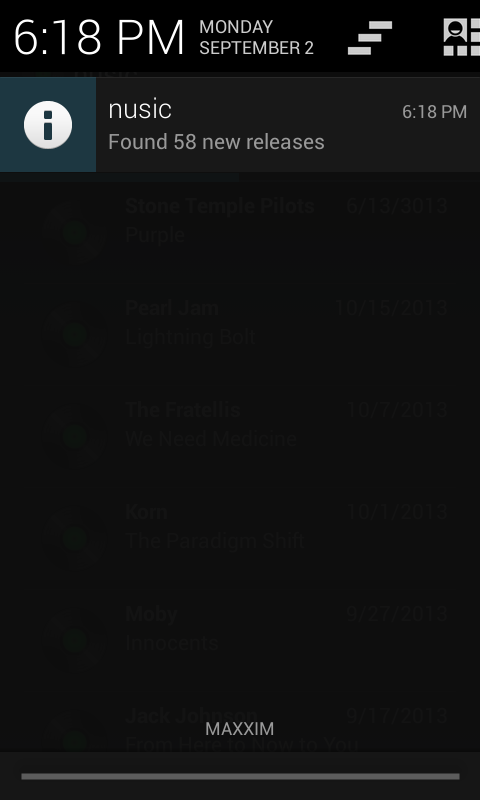 6:18 PM
MONDAY
SEPTEMBER 2
nusic
6:18 PM
Found 58 new releases
Stone Temple Pilots 6/13/3013
Purple
Pearl Jam 10/15/2013
Lightning Bolt
The Fratellis 10/7/2013
We Need Medicine
Korn 10/1/2013
The Paradigm Shift
Moby 9/27/2013
Innocents
Jack Johnson 9/17/2013
MAXXIM
From Here to Now to You